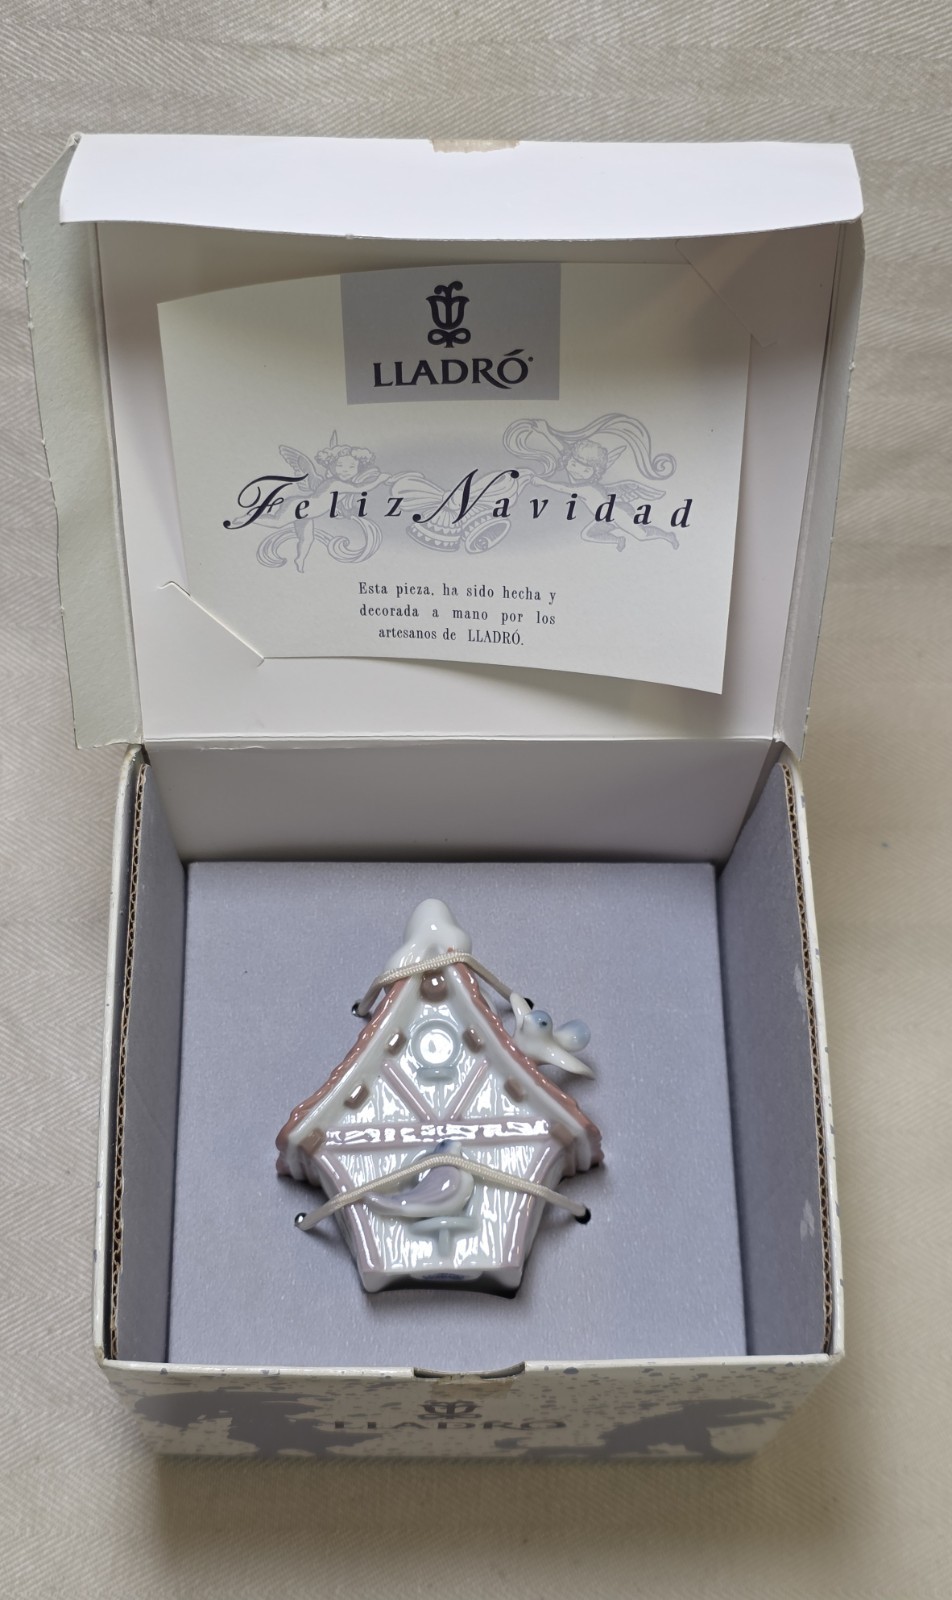 LLADRÓ
Feliz Navidad
Esta pieza, ha sido hecha y
decorada a mano por los
artesanos de LLADRÓ.
LLADRÓ